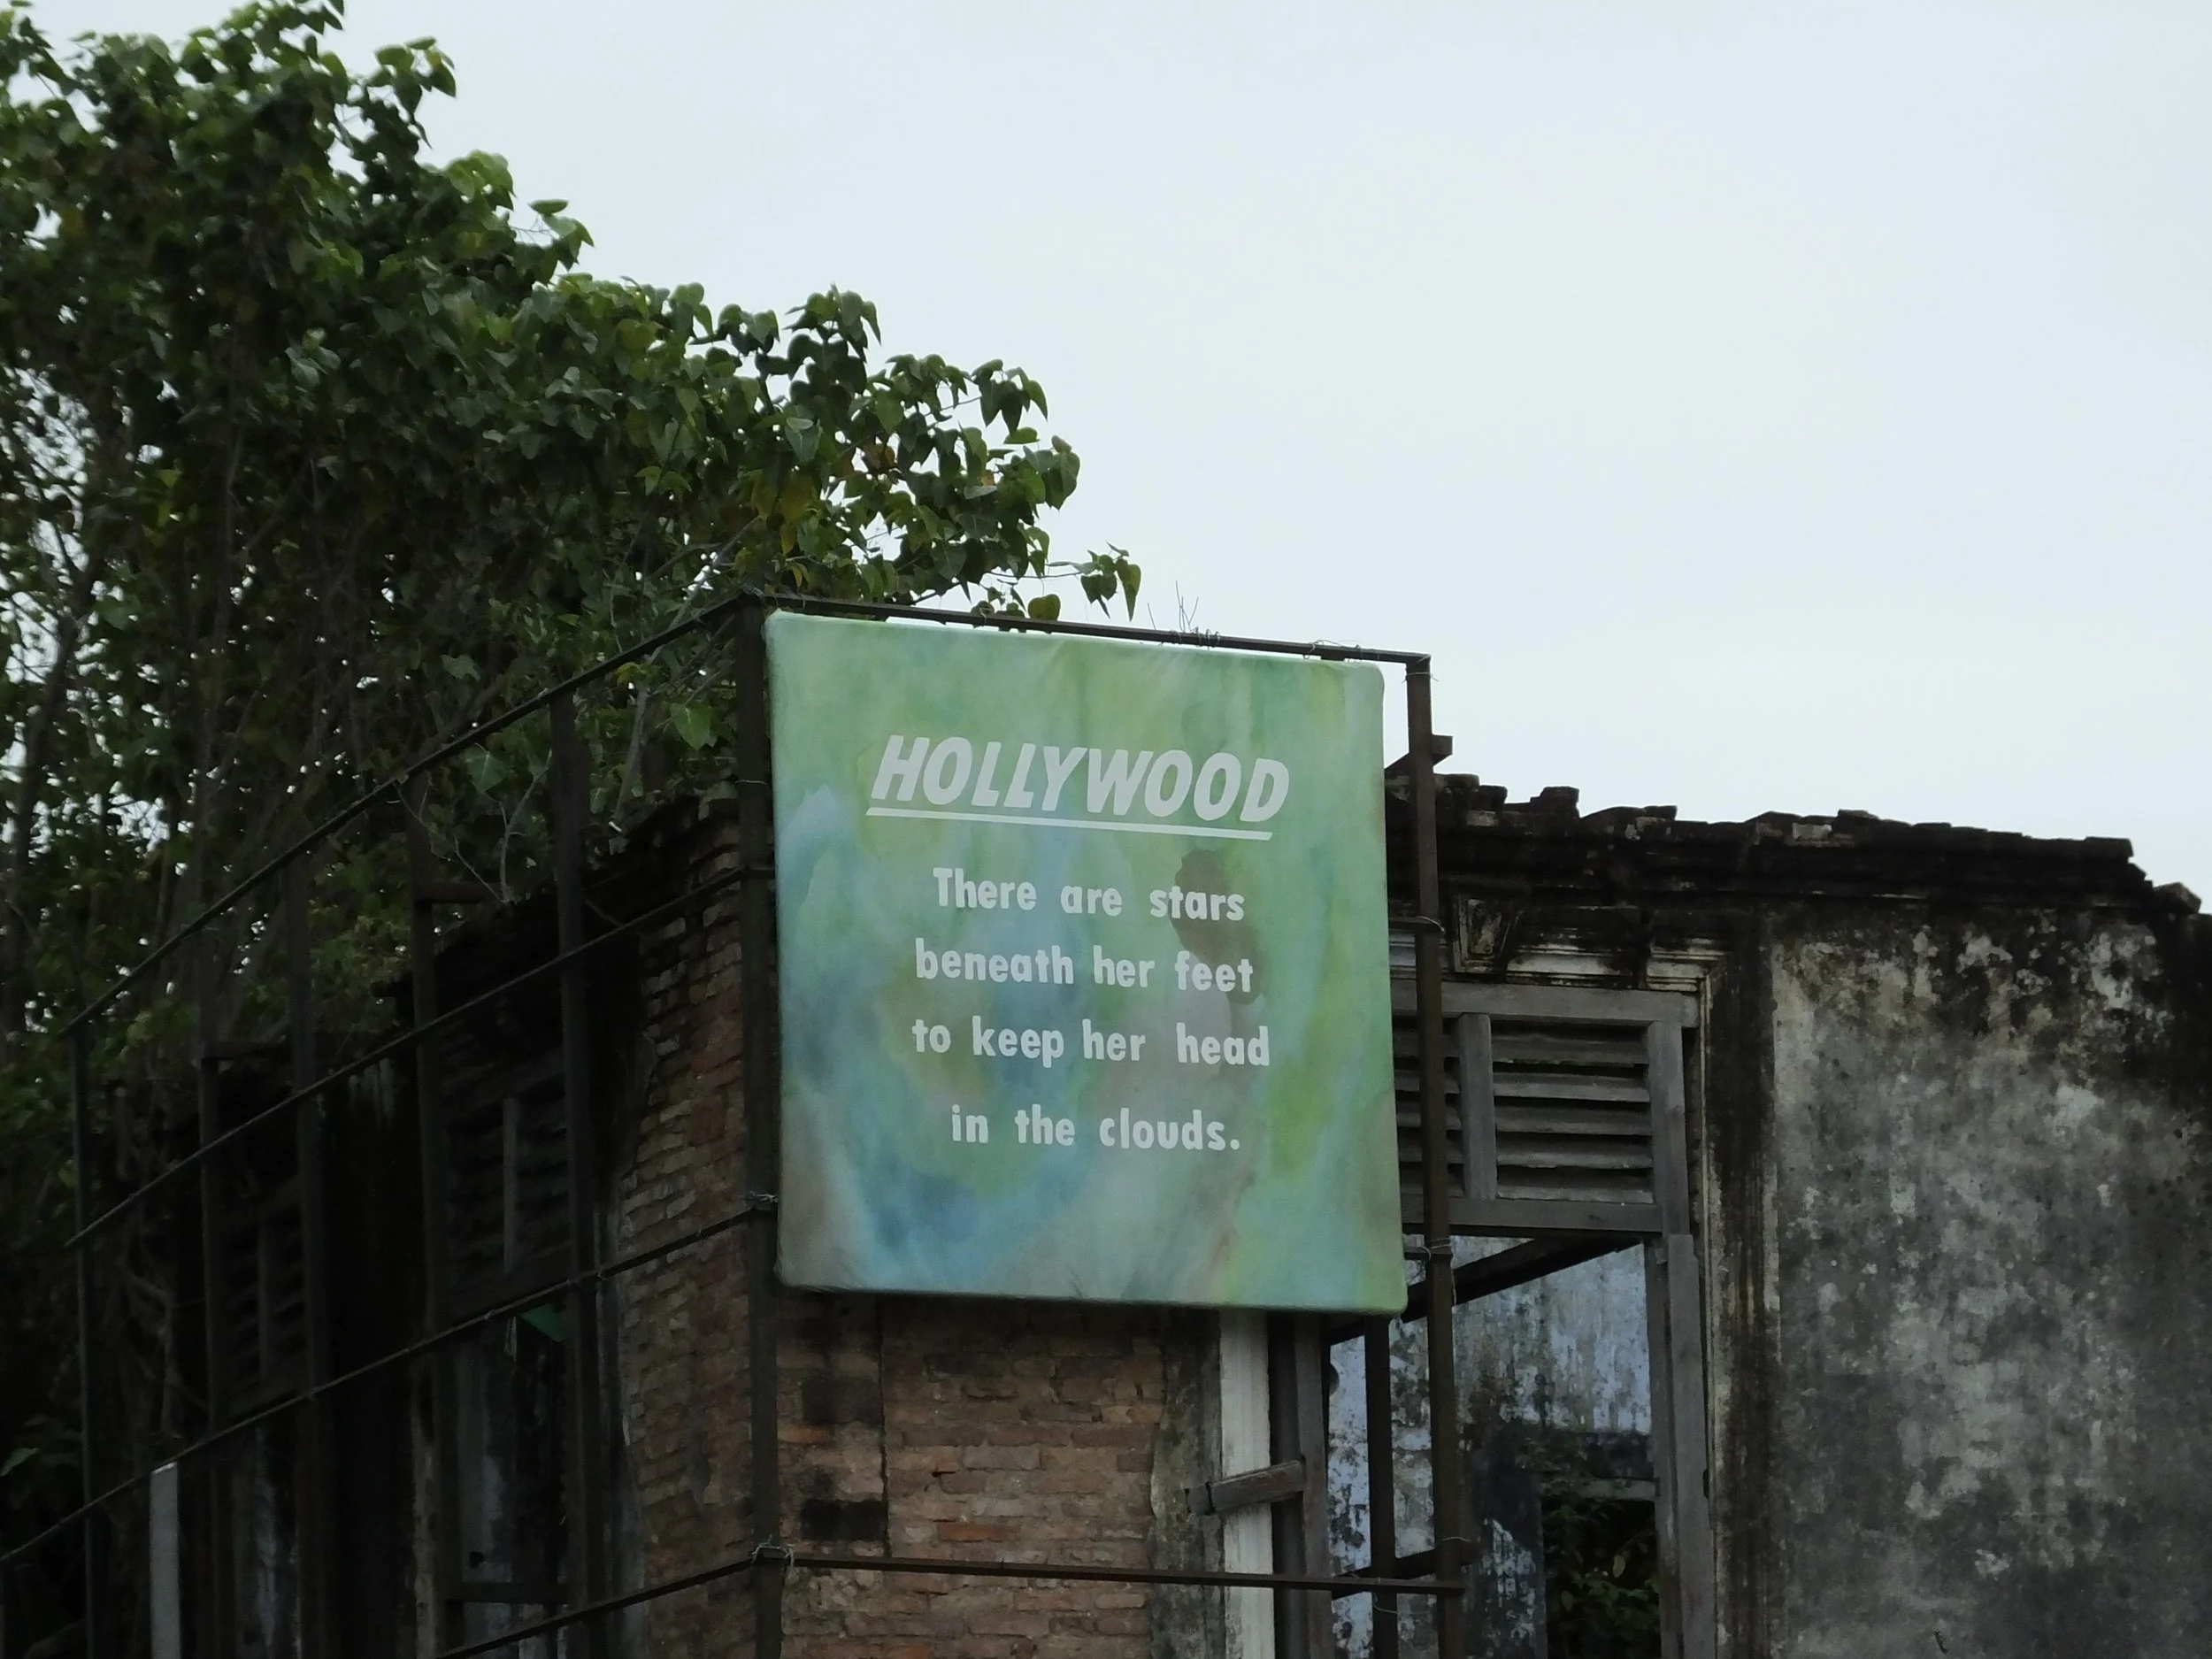 HOLLYWOOD
There are stars
beneath her feet
to keep her head
in the clouds.